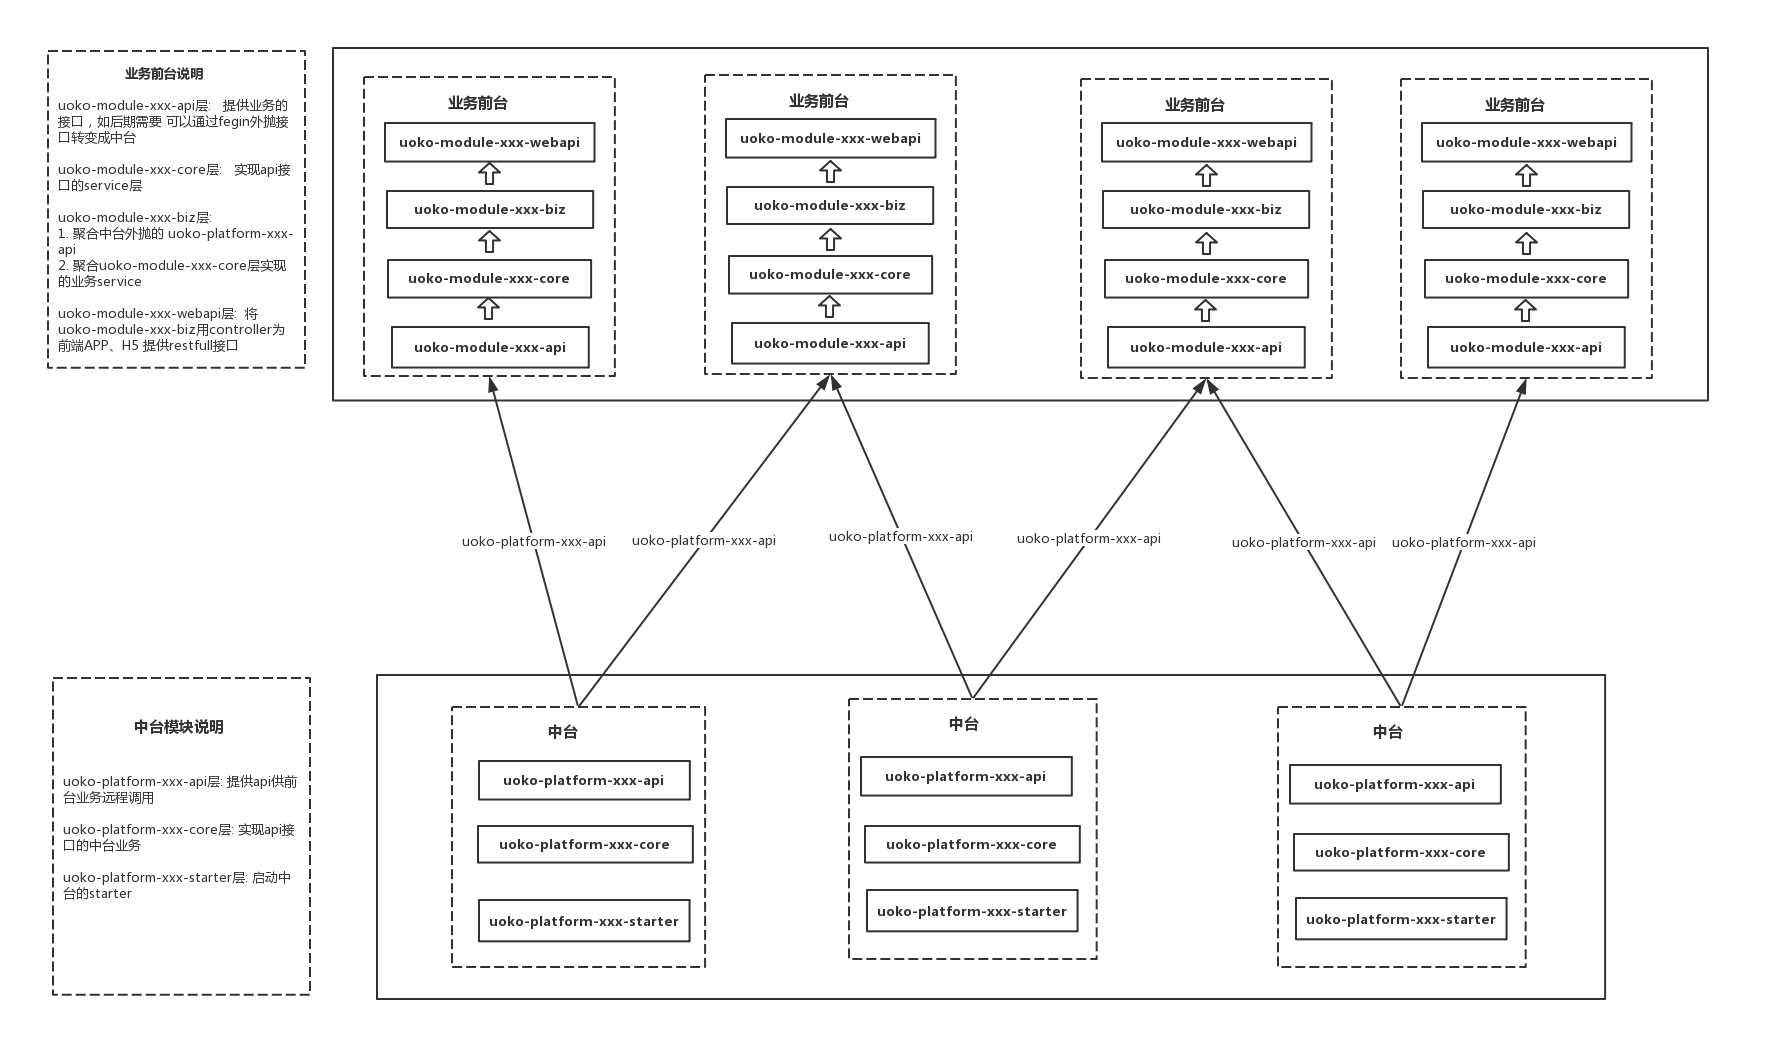 业务前台说明
uoko-module-xxx-api层:   提供业务的
接口，如后期需要 可以通过fegin外抛接
口转变成中台
uoko-module-xxx-core层:   实现api接
口的service层
uoko-module-xxx-biz层:
1. 聚合中台外抛的 uoko-platform-xxx-
api
2. 聚合uoko-module-xxx-core层实现
的业务service
uoko-module-xxx-webapi层:  将
uoko-module-xxx-biz用controller为
前端APP、H5 提供restfull接口
业务前台
uoko-module-xxx-webapi
uoko-module-xxx-biz
uoko-module-xxx-core
uoko-module-xxx-api
业务前台
uoko-module-xxx-webapi
uoko-module-xxx-biz
uoko-module-xxx-core
uoko-module-xxx-api
业务前台
uoko-module-xxx-webapi
uoko-module-xxx-biz
uoko-module-xxx-core
uoko-module-xxx-api
业务前台
uoko-module-xxx-webapi
uoko-module-xxx-biz
uoko-module-xxx-core
uoko-module-xxx-api
uoko-platform-xxx-api
uoko-platform-xxx-api
uoko-platform-xxx-api
uoko-platform-xxx-api
uoko-platform-xxx-api
uoko-platform-xxx-api
中台模块说明
uoko-platform-xxx-api层: 提供api供前
台业务远程调用
uoko-platform-xxx-core层: 实现api接
口的中台业务
uoko-platform-xxx-starter层: 启动中
台的starter
中台
uoko-platform-xxx-api
uoko-platform-xxx-core
uoko-platform-xxx-starter
中台
uoko-platform-xxx-api
uoko-platform-xxx-core
uoko-platform-xxx-starter
中台
uoko-platform-xxx-api
uoko-platform-xxx-core
uoko-platform-xxx-starter